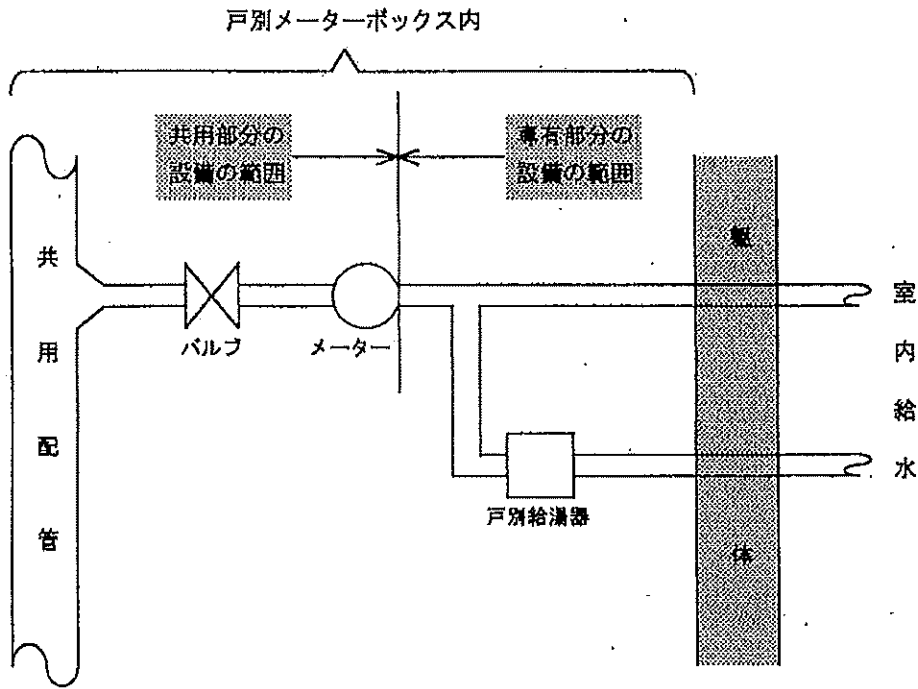 戸別メーターボックス内
共用部分の
設備の範囲
専有部分の
設備の範囲
共用配管
バルブ
メーター
戸別給湯器
躯体
室内給水